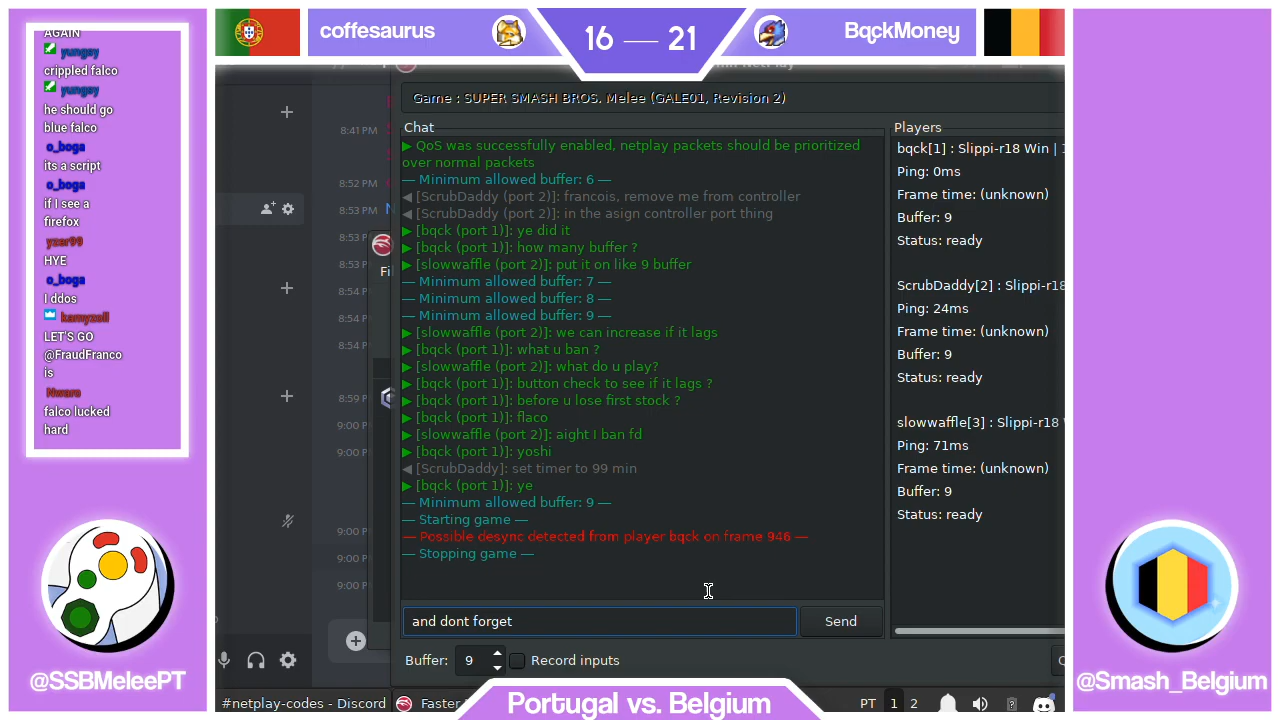 coffesaurus
16 — 21
BqckMoney
AGAIN
yungay
crippled falco
yungay
he should go
blue falco
o_boga
its a script
o_boga
if I see a
firefox
yzar99
HYE
o_boga
I ddos
kamyzoll
LET'S GO
@FraudFranco
is
Nware
falco lucked
hard
@SSBMeleePT
8:41 PM
8:52 PM
8:53 PM
8:53
8:53
8:54
8:54
8:54
8:59
9:00
9:00
9:00 P
9:00 P
9:00 P
Fil
Game : SUPER SMASH BROS. Melee (GALE01, Revision 2)
Chat
▶ QoS was successfully enabled, netplay packets should be prioritized
over normal packets
— Minimum allowed buffer: 6 —
◀ [ScrubDaddy (port 2)]: francois, remove me from controller
◀ [ScrubDaddy (port 2)]: in the asign controller port thing
▶ [bqck (port 1)]: ye did it
▶ [bqck (port 1)]: how many buffer ?
▶ [slowwaffle (port 2)]: put it on like 9 buffer
— Minimum allowed buffer: 7 —
— Minimum allowed buffer: 8 —
— Minimum allowed buffer: 9 —
▶ [slowwaffle (port 2)]: we can increase if it lags
▶ [bqck (port 1)]: what u ban ?
▶ [slowwaffle (port 2)]: what do u play?
▶ [bqck (port 1)]: button check to see if it lags ?
▶ [bqck (port 1)]: before u lose first stock ?
▶ [bqck (port 1)]: flaco
▶ [slowwaffle (port 2)]: aight I ban fd
▶ [bqck (port 1)]: yoshi
◀ [ScrubDaddy]: set timer to 99 min
▶ [bqck (port 1)]: ye
— Minimum allowed buffer: 9 —
— Starting game —
— Possible desync detected from player bqck on frame 946 —
— Stopping game —
and dont forget
Send
Buffer: 9
Record inputs
Players
bqck[1] : Slippi-r18 Win |
Ping: 0ms
Frame time: (unknown)
Buffer: 9
Status: ready
ScrubDaddy[2] : Slippi-r18
Ping: 24ms
Frame time: (unknown)
Buffer: 9
Status: ready
slowwaffle[3] : Slippi-r18
Ping: 71ms
Frame time: (unknown)
Buffer: 9
Status: ready
#netplay-codes - Discord
Faster
PT 1 2
Portugal vs. Belgium
@Smash_Belgium